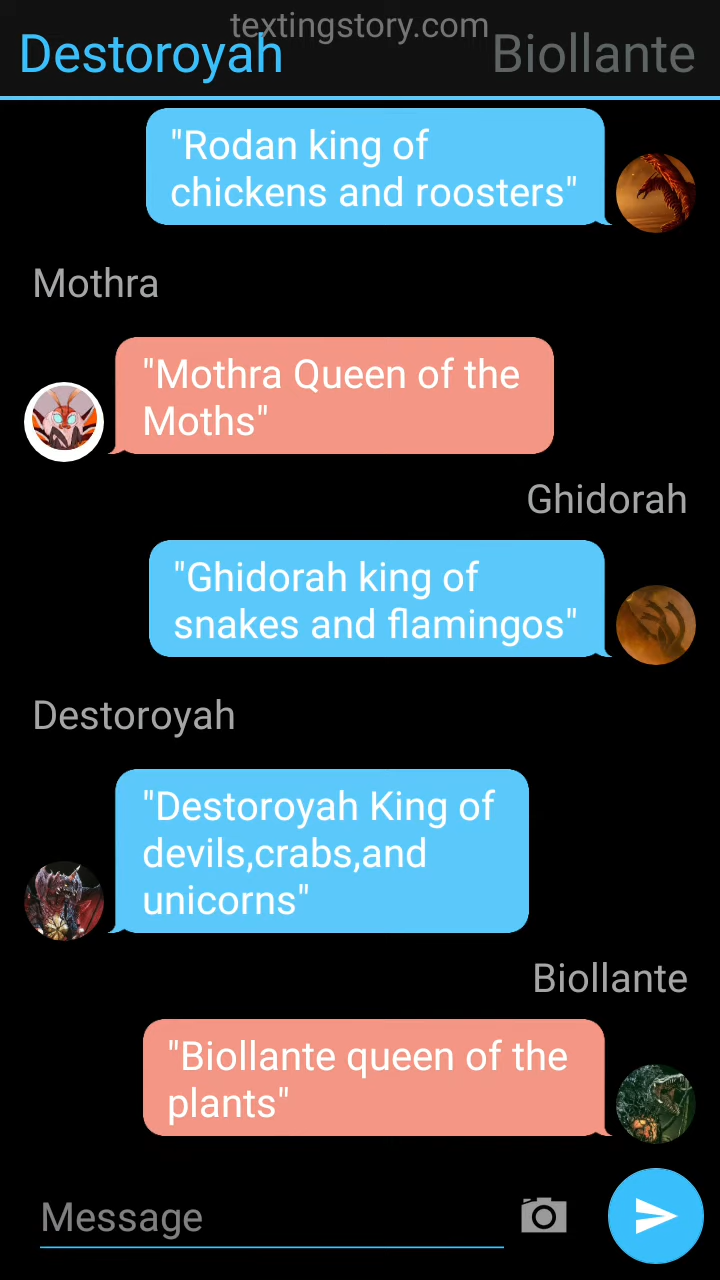 textingstory.com
Destoroyah Biollante
"Rodan king of
chickens and roosters"
Mothra
"Mothra Queen of the
Moths"
Ghidorah
"Ghidorah king of
snakes and flamingos"
Destoroyah
"Destoroyah King of
devils,crabs,and
unicorns"
Biollante
"Biollante queen of the
plants"
Message